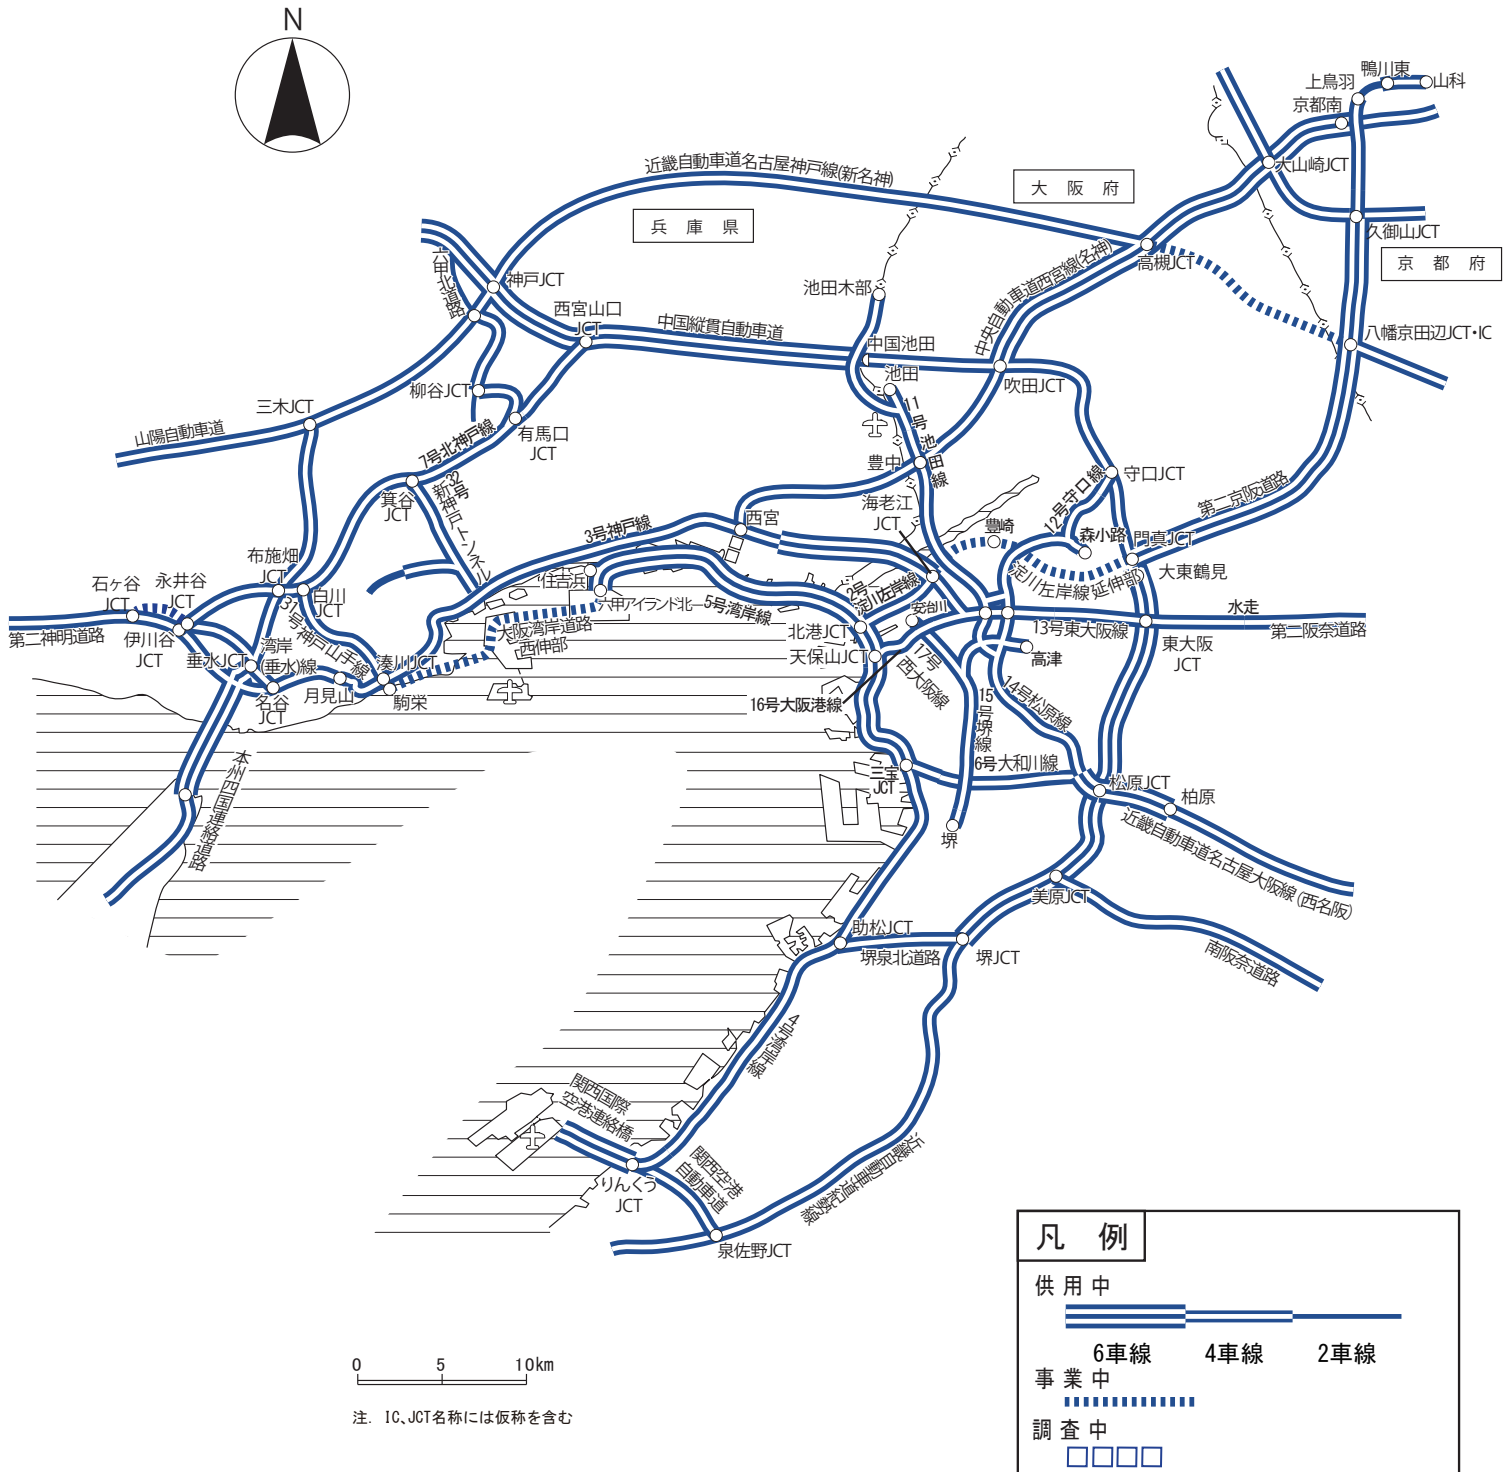 N
鴨川東
上鳥羽
山科
京都南
大山崎JCT
近畿自動車道名古屋神戸線(新名神)
大阪府
兵庫県
久御山JCT
京都府
六甲北道路
神戸JCT
池田木部
中央自動車道西宮線(名神)
高槻JCT
西宮山口
JCT
中国縦貫自動車道
中国池田
八幡京田辺JCT・IC
池田
吹田JCT
柳谷JCT
三木JCT
11号池田線
山陽自動車道
有馬口
JCT
7号北神戸線
豊中
守口JCT
箕谷
JCT
32号
新神戸トンネル
海老江
JCT
12号守口線
第二京阪道路
西宮
3号神戸線
豊崎
森小路
門真JCT
布施畑
JCT
石ヶ谷
JCT
永井谷
JCT
白川
JCT
住吉浜
六甲アイランド北
2号淀川左岸線
淀川左岸線延伸部
大東鶴見
5号湾岸線
安治川
水走
第二神明道路
伊川谷
JCT
31号神戸山手線
大阪湾岸道路
西伸部
北港JCT
13号東大阪線
第二阪奈道路
垂水JCT
湾岸
(垂水)線
湊川JCT
天保山JCT
17号
西大阪線
高津
東大阪
JCT
名谷
JCT
月見山
駒栄
16号大阪港線
15号堺線
14号松原線
本州四国連絡道路
三宝
JCT
6号大和川線
松原JCT
柏原
堺
近畿自動車道名古屋大阪線(西名阪)
美原JCT
助松JCT
堺泉北道路
堺JCT
南阪奈道路
4号湾岸線
関西国際
空港連絡橋
関西空港
自動車道
近畿自動車道紀勢線
りんくう
JCT
泉佐野JCT
凡例
供用中
6車線 4車線 2車線
事業中
調査中
0 5 10km
注. IC、JCT名称には仮称を含む